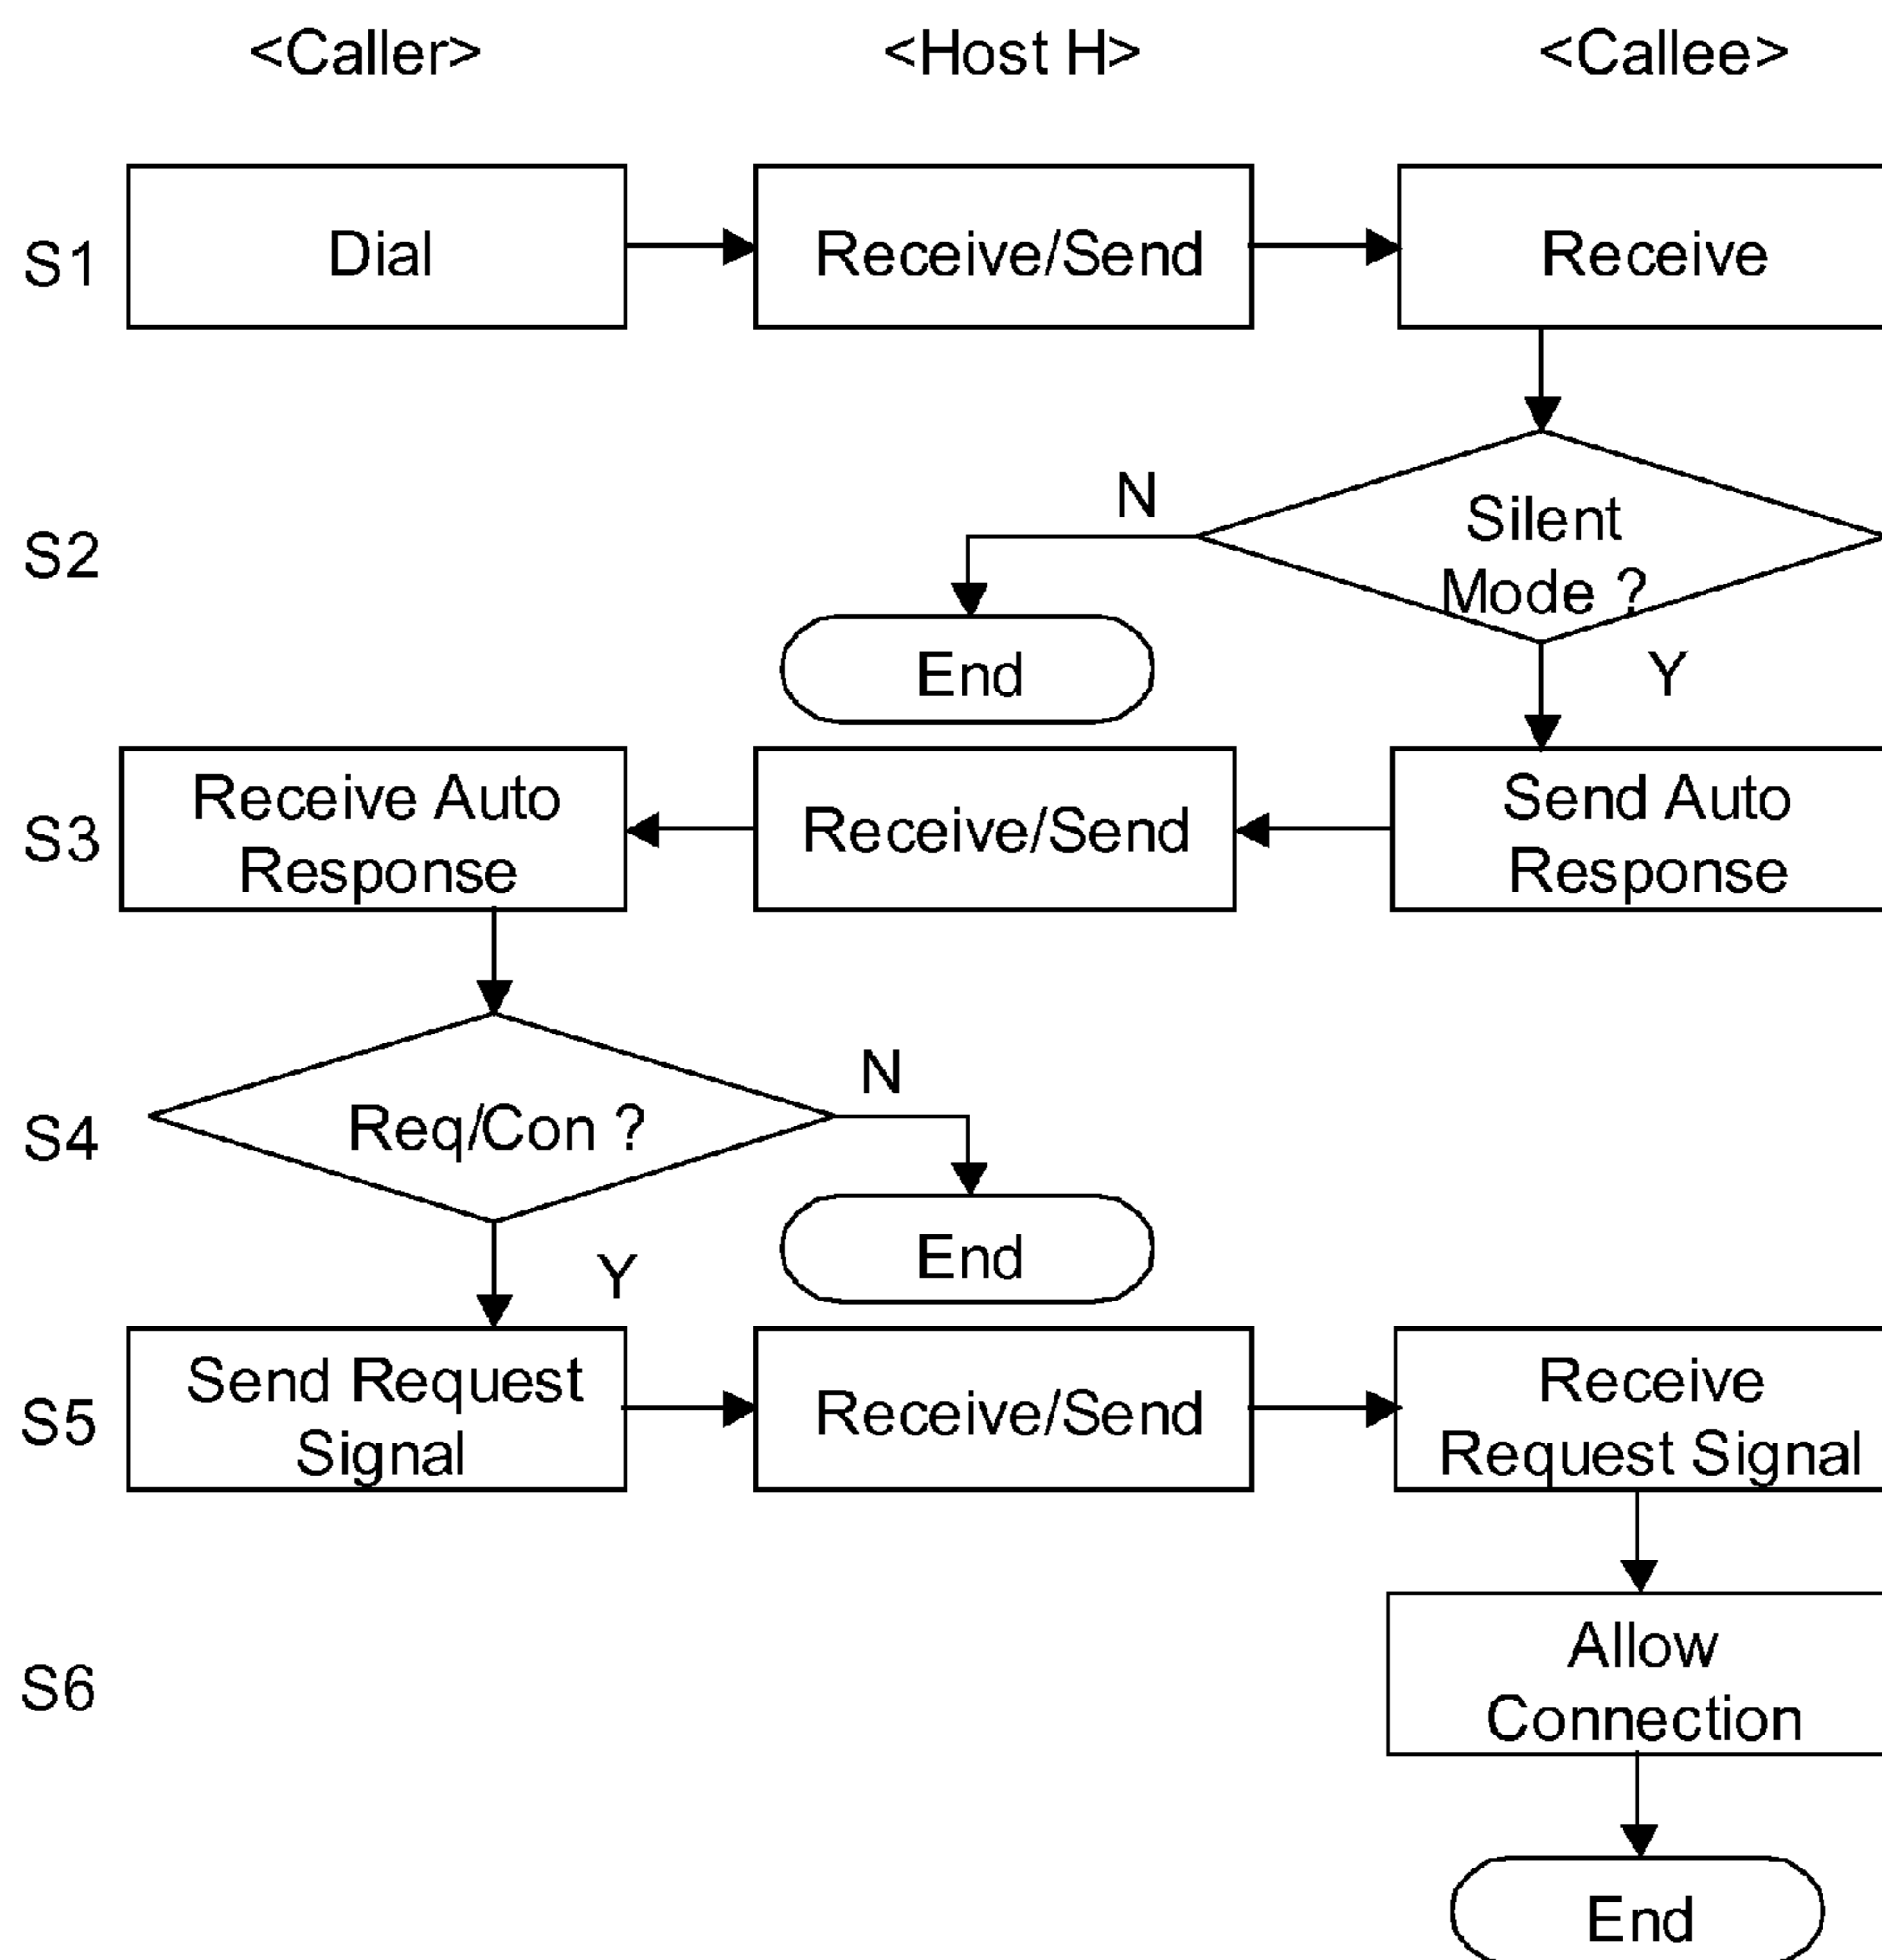 <Caller> <Host H> <Callee>
S1 Dial Receive/Send Receive
N
Silent
Mode ?
S2
End
Y
S3
Receive Auto
Response
Receive/Send
Send Auto
Response
N
S4 Req/Con ?
End
Y
S5
Send Request
Signal
Receive/Send
Receive
Request Signal
S6
Allow
Connection
End